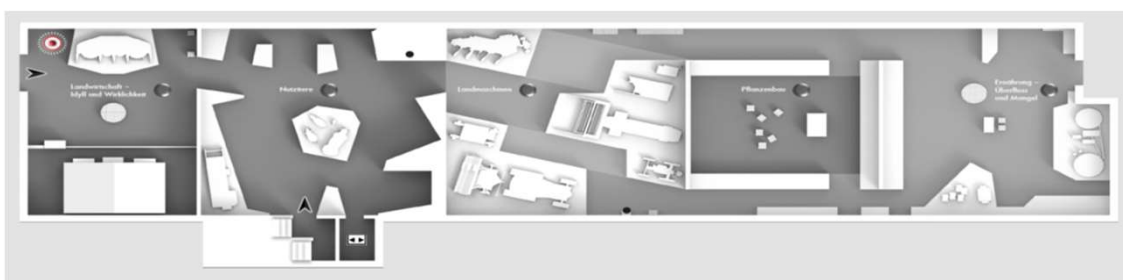 Landwirtschaft –
Idyll und Wirklichkeit
Nutztiere
Landmaschinen
Pflanzenbau
Ernährung –
Überfluss
und Mangel